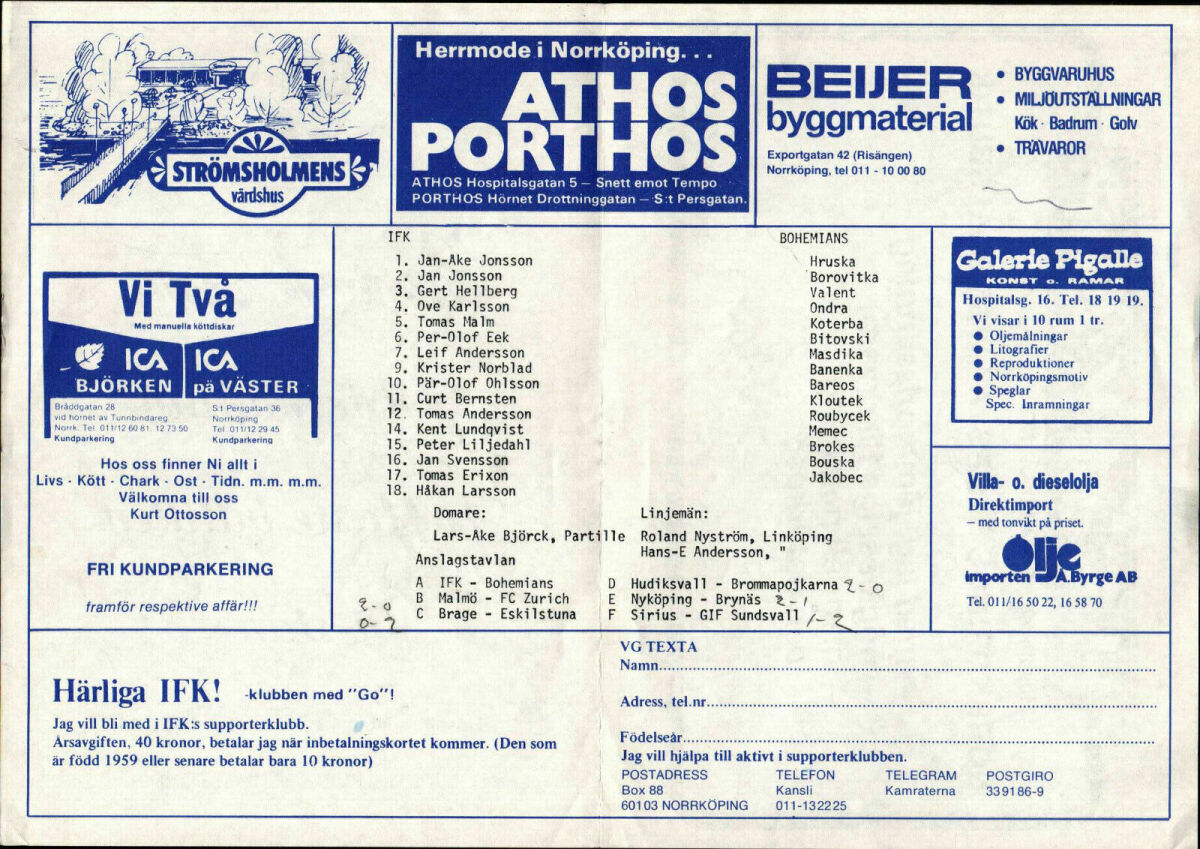 STRÖMSHOLMENS
värdshus
Herrmode i Norrköping...
ATHOS
PORTHOS
ATHOS Hospitalsgatan 5 – Snett emot Tempo
PORTHOS Hörnet Drottninggatan – S:t Persgatan.
BEIJER
byggmaterial
Exportgatan 42 (Risängen)
Norrköping, tel 011 - 10 00 80
• BYGGVARUHUS
• MILJÖUTSTÄLLNINGAR
Kök · Badrum · Golv
• TRÄVAROR
Vi Två
Med manuella köttdiskar
ICA
BJÖRKEN
ICA
på VÄSTER
Bråddgatan 28
vid hörnet av Tunnbindareg
Norrk. Tel. 011/12 60 81, 12 73 50
Kundparkering
S:t Persgatan 36
Norrköping
Tel. 011/12 29 45
Kundparkering
Hos oss finner Ni allt i
Livs · Kött · Chark · Ost · Tidn. m.m. m.m.
Välkomna till oss
Kurt Ottosson
FRI KUNDPARKERING
framför respektive affär!!!
IFK
1. Jan-Åke Jonsson
2. Jan Jonsson
3. Gert Hellberg
4. Ove Karlsson
5. Tomas Malm
6. Per-Olof Eek
7. Leif Andersson
9. Krister Norblad
10. Pär-Olof Ohlsson
11. Curt Bernsten
12. Tomas Andersson
14. Kent Lundqvist
15. Peter Liljedahl
16. Jan Svensson
17. Tomas Erixon
18. Håkan Larsson
BOHEMIANS
Hruska
Borovitka
Valent
Ondra
Koterba
Bitovski
Masdika
Banenka
Bareos
Kloutek
Roubycek
Memec
Brokes
Bouska
Jakobec
Domare:
Lars-Åke Björck, Partille
Linjemän:
Roland Nyström, Linköping
Hans-E Andersson, "
Anslagstavlan
A IFK - Bohemians
B Malmö - FC Zurich 2-0
C Brage - Eskilstuna 0-2
D Hudiksvall - Brommapojkarna 2-0
E Nyköping - Brynäs 2-1
F Sirius - GIF Sundsvall 1-2
Galerie Pigalle
KONST o. RAMAR
Hospitalsg. 16. Tel. 18 19 19.
Vi visar i 10 rum 1 tr.
● Oljemålningar
● Litografier
● Reproduktioner
● Norrköpingsmotiv
● Speglar
Spec. Inramningar
Villa- o. dieselolja
Direktimport
– med tonvikt på priset.
Olje
importen A.Byrge AB
Tel. 011/16 50 22, 16 58 70
Härliga IFK! -klubben med "Go"!
Jag vill bli med i IFK:s supporterklubb.
Årsavgiften, 40 kronor, betalar jag när inbetalningskortet kommer. (Den som
är född 1959 eller senare betalar bara 10 kronor)
VG TEXTA
Namn
Adress, tel.nr
Födelseår
Jag vill hjälpa till aktivt i supporterklubben.
POSTADRESS TELEFON TELEGRAM POSTGIRO
Box 88 Kansli Kamraterna 339186-9
60103 NORRKÖPING 011-132225